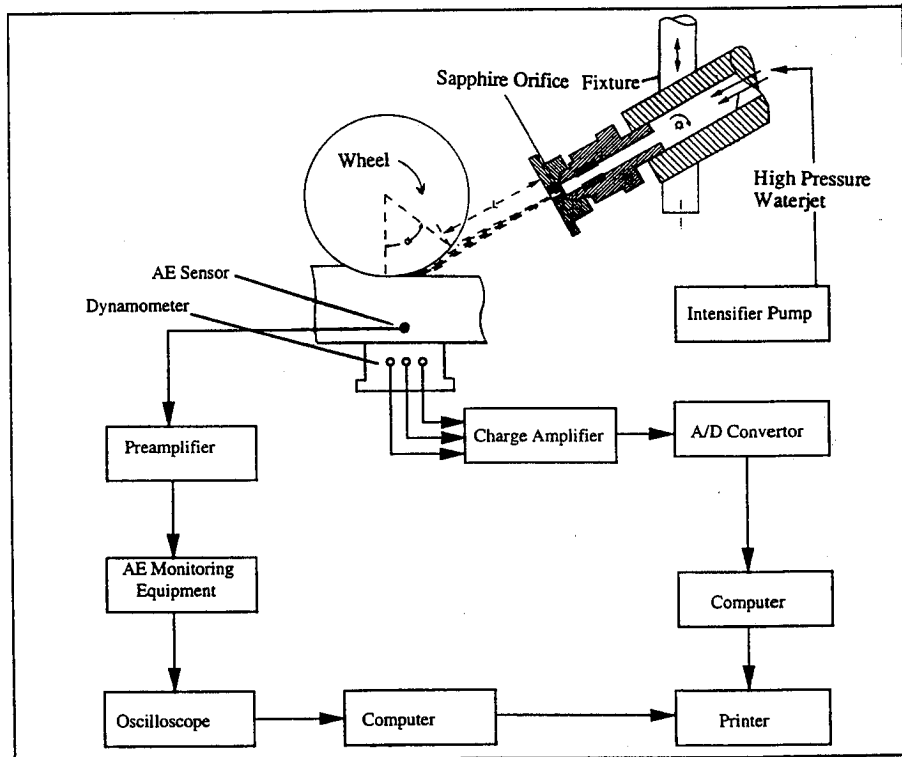 Sapphire Orifice
Fixture
Wheel
L
High Pressure
Waterjet
AE Sensor
Dynamometer
Intensifier Pump
Preamplifier
Charge Amplifier
A/D Convertor
AE Monitoring
Equipment
Computer
Oscilloscope
Computer
Printer